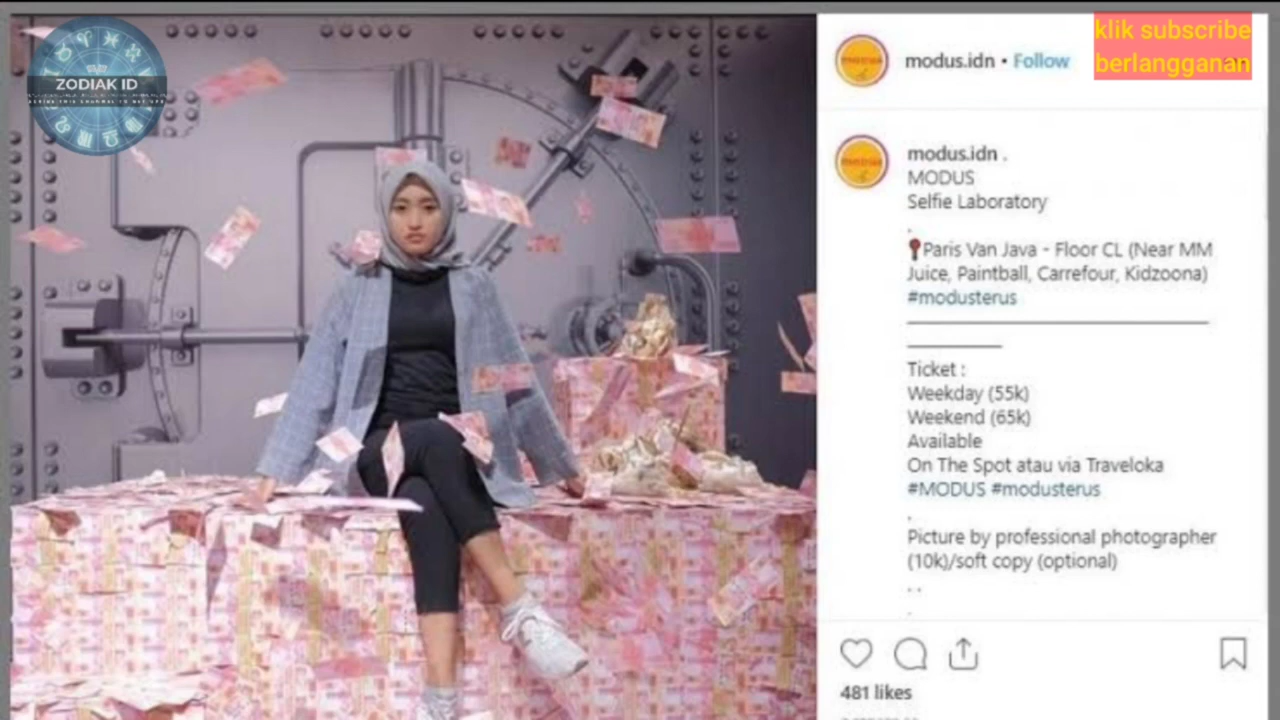 ZODIAK ID
klik subscribe
berlangganan
modus.idn • Follow
modus.idn .
MODUS
Selfie Laboratory
.
Paris Van Java - Floor CL (Near MM
Juice, Paintball, Carrefour, Kidzoona)
#modusterus
Ticket :
Weekday (55k)
Weekend (65k)
Available
On The Spot atau via Traveloka
#MODUS #modusterus
.
Picture by professional photographer
(10k)/soft copy (optional)
. .
.
481 likes